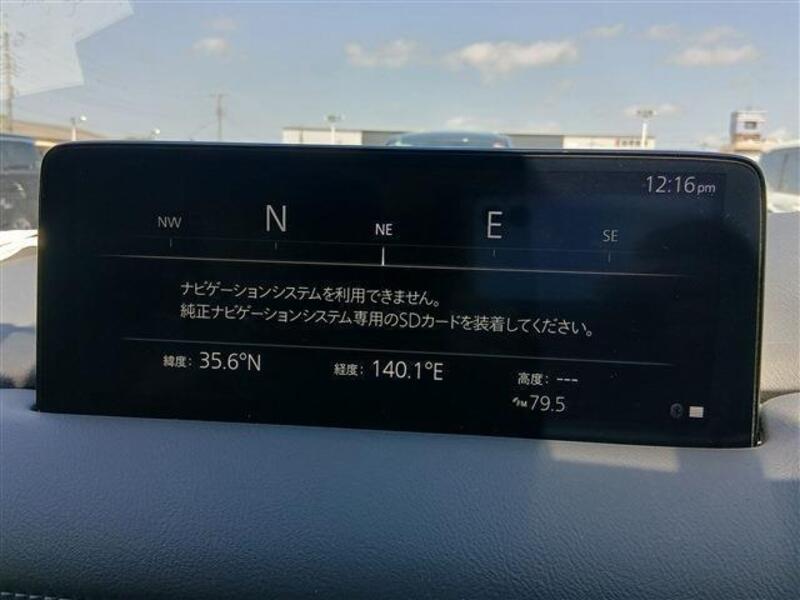 12:16pm
NW N NE E SE
ナビゲーションシステムを利用できません。
純正ナビゲーションシステム専用のSDカードを装着してください。
緯度: 35.6°N 経度: 140.1°E 高度: ---
FM 79.5